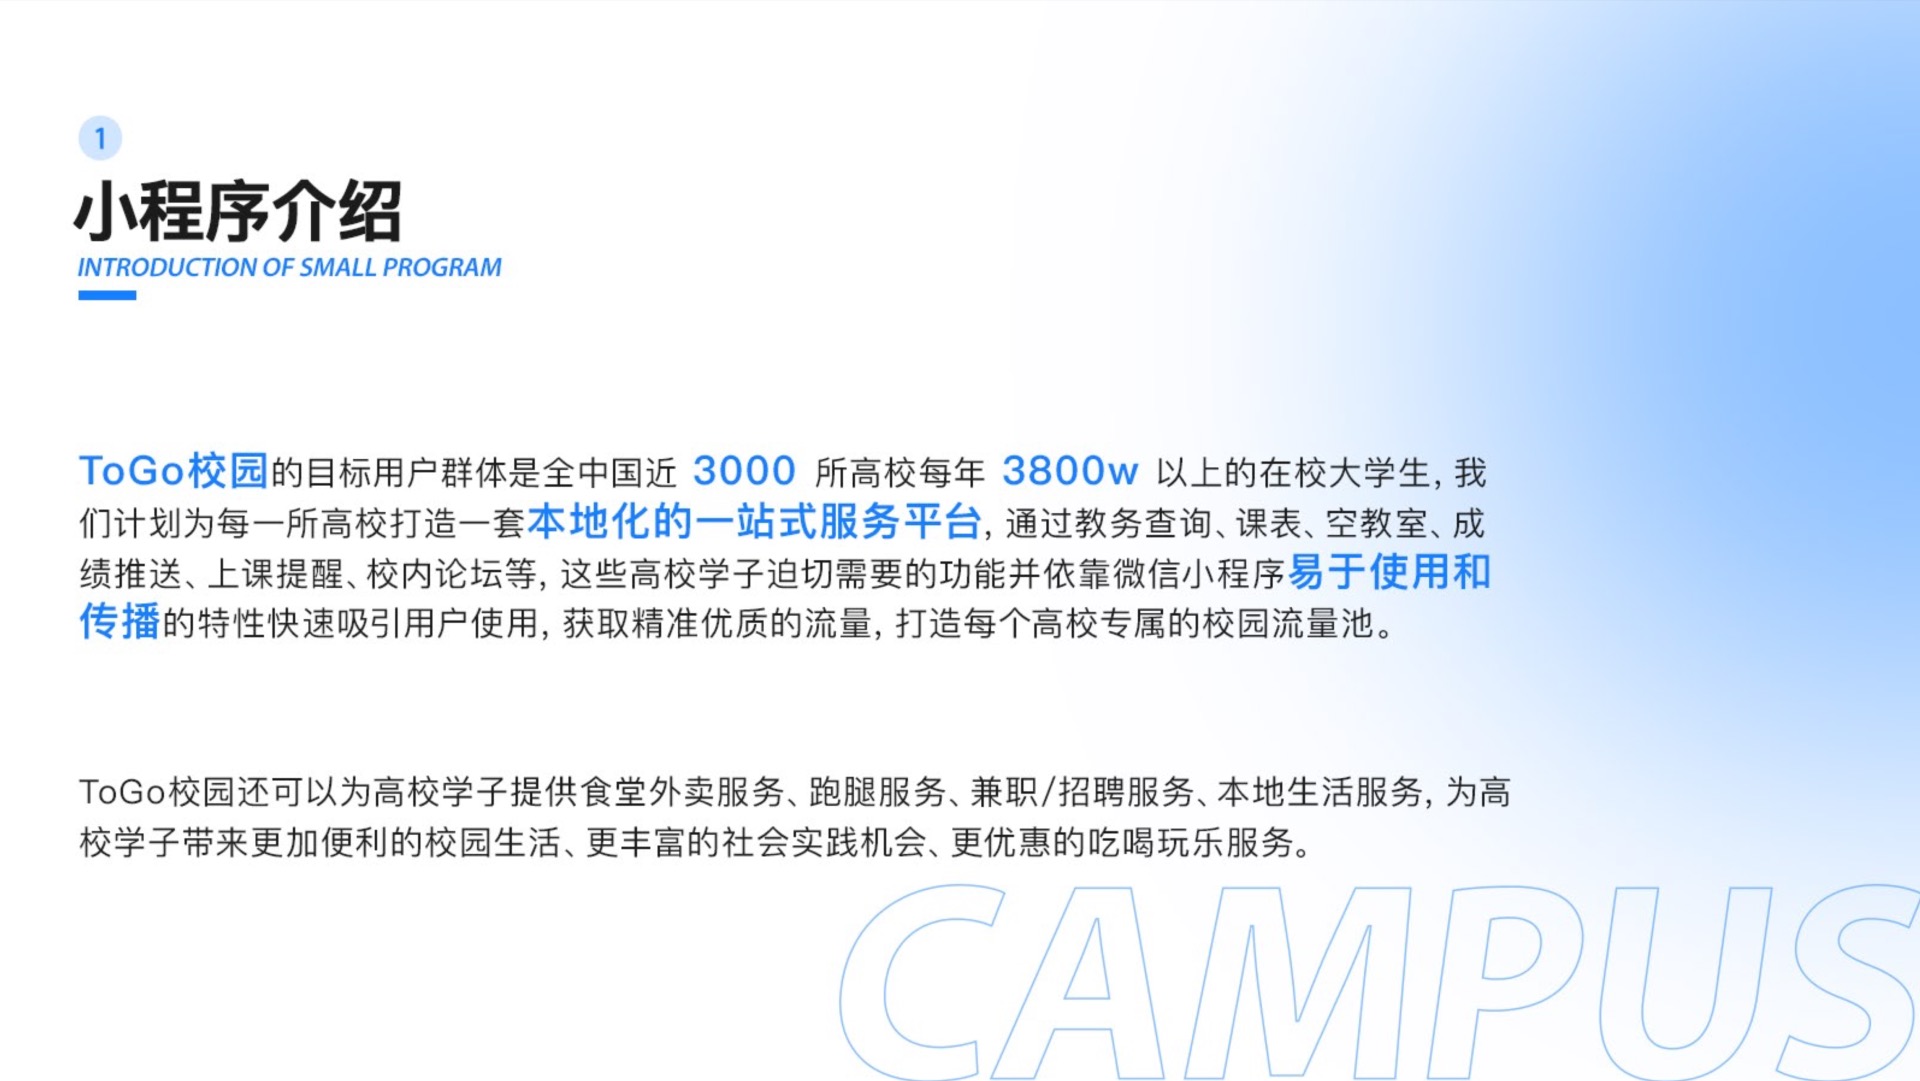 1
小程序介绍
INTRODUCTION OF SMALL PROGRAM
ToGo校园的目标用户群体是全中国近 3000 所高校每年 3800w 以上的在校大学生, 我
们计划为每一所高校打造一套本地化的一站式服务平台, 通过教务查询、课表、空教室、成
绩推送、上课提醒、校内论坛等, 这些高校学子迫切需要的功能并依靠微信小程序易于使用和
传播的特性快速吸引用户使用, 获取精准优质的流量, 打造每个高校专属的校园流量池。
ToGo校园还可以为高校学子提供食堂外卖服务、跑腿服务、兼职/招聘服务、本地生活服务, 为高
校学子带来更加便利的校园生活、更丰富的社会实践机会、更优惠的吃喝玩乐服务。
CAMPUS